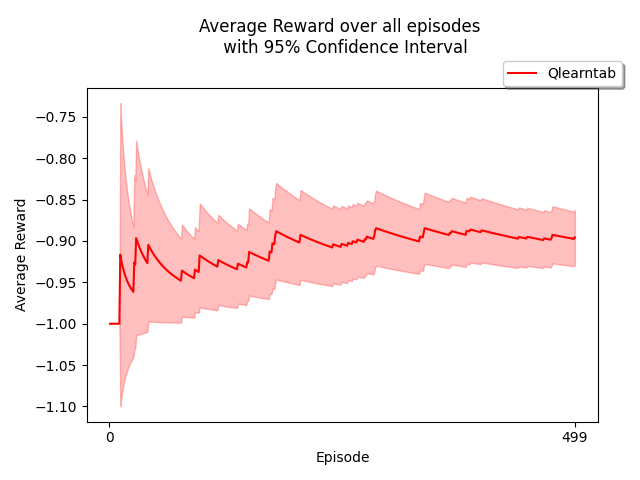 Average Reward over all episodes
with 95% Confidence Interval
Qlearntab
−0.75
−0.80
−0.85
−0.90
−0.95
−1.00
−1.05
−1.10
Average Reward
0
499
Episode